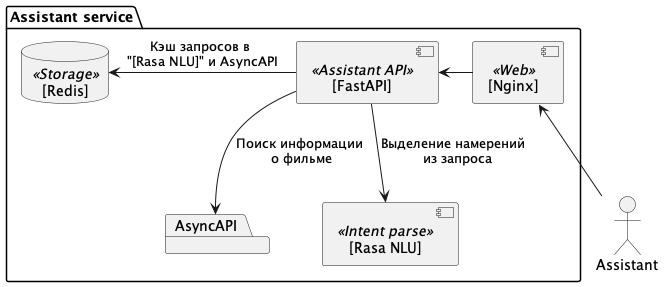 Assistant service
«Storage»
[Redis]
Кэш запросов в
"[Rasa NLU]" и AsyncAPI
«Assistant API»
[FastAPI]
«Web»
[Nginx]
Поиск информации
о фильме
Выделение намерений
из запроса
AsyncAPI
«Intent parse»
[Rasa NLU]
Assistant